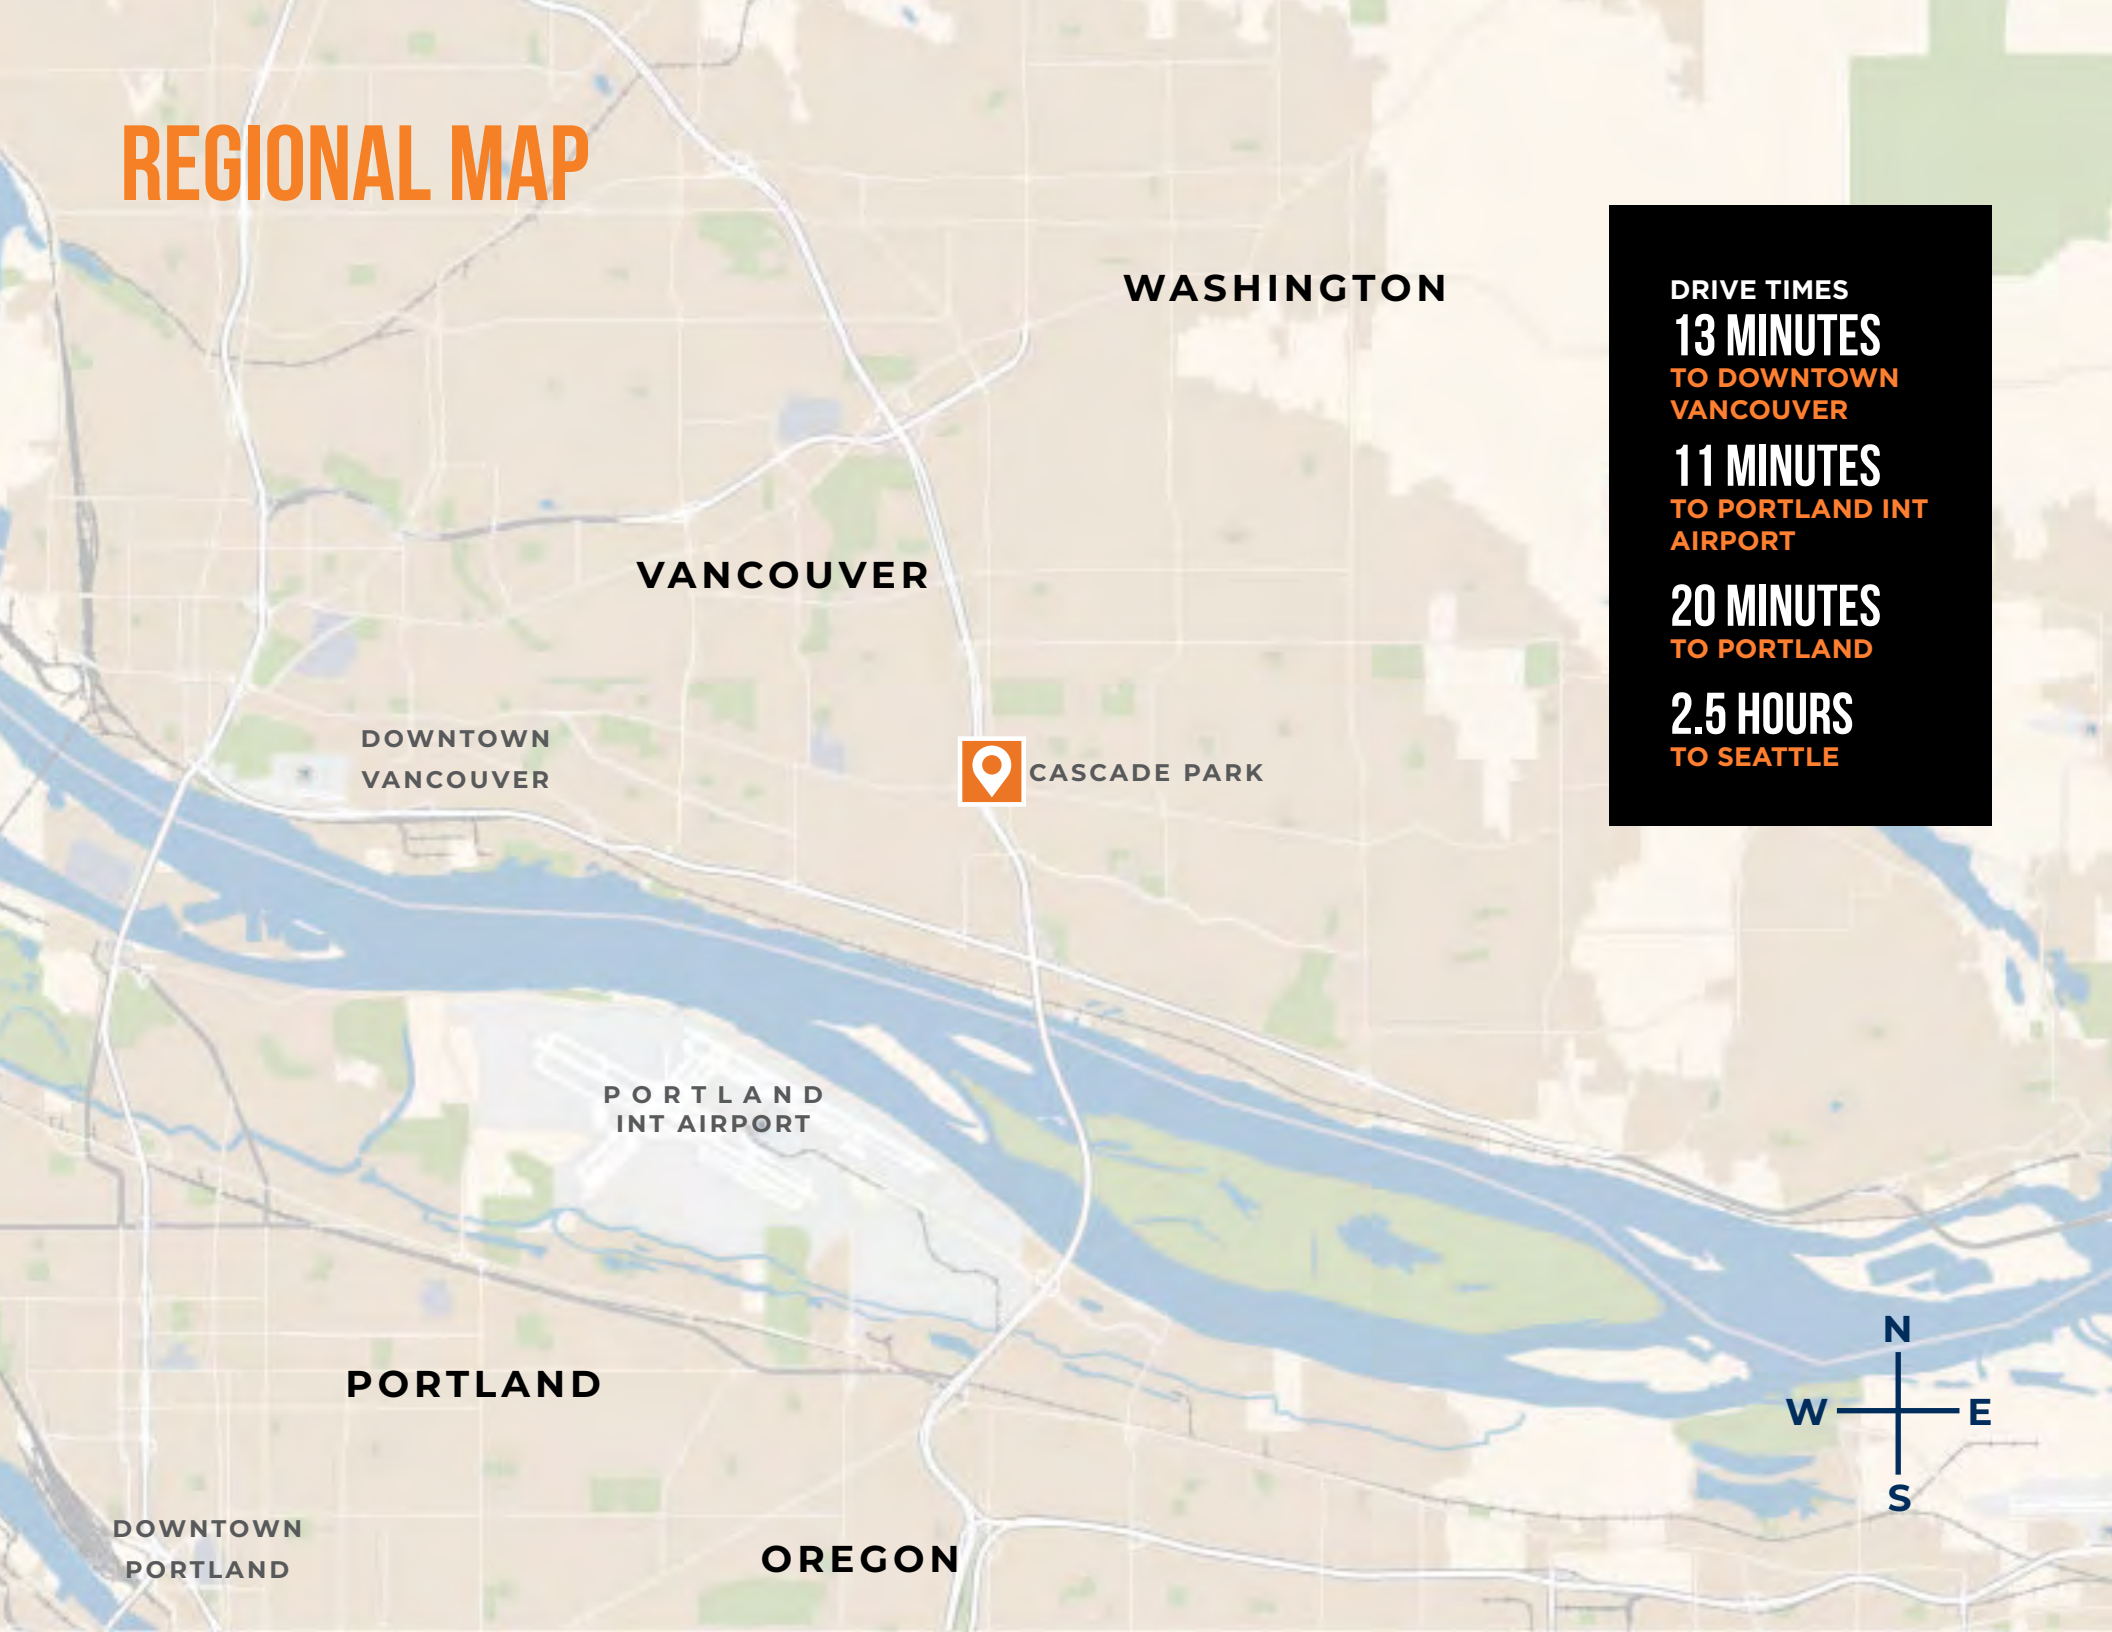 REGIONAL MAP
WASHINGTON
DRIVE TIMES
13 MINUTES
TO DOWNTOWN
VANCOUVER
11 MINUTES
TO PORTLAND INT
AIRPORT
20 MINUTES
TO PORTLAND
2.5 HOURS
TO SEATTLE
VANCOUVER
DOWNTOWN
VANCOUVER
CASCADE PARK
PORTLAND
INT AIRPORT
N
W E
S
PORTLAND
DOWNTOWN
PORTLAND
OREGON